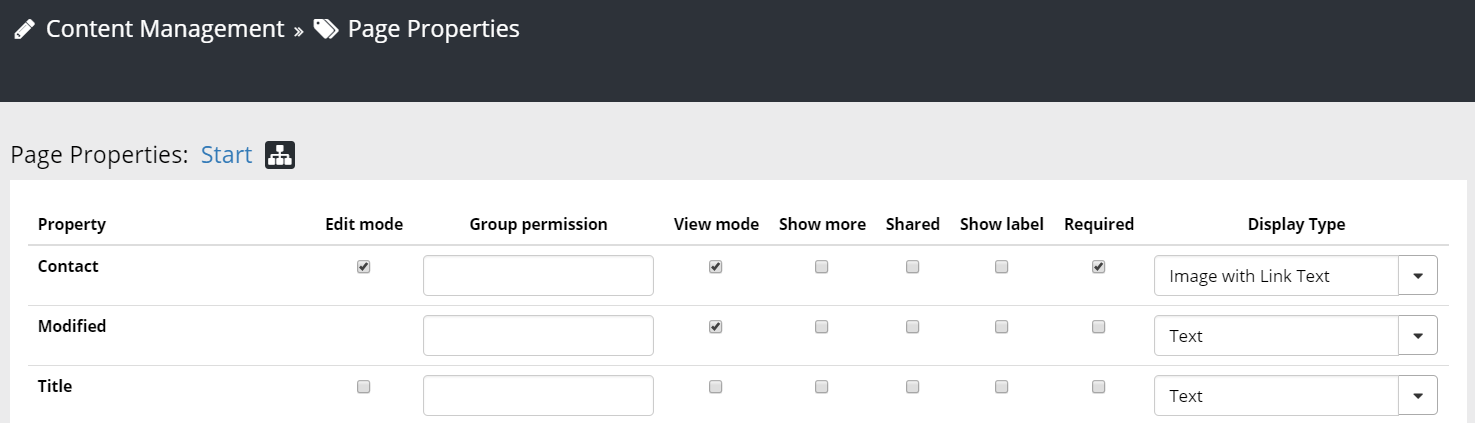 Content Management » Page Properties
Page Properties: Start
Property Edit mode Group permission View mode Show more Shared Show label Required Display Type
Contact Image with Link Text
Modified Text
Title Text